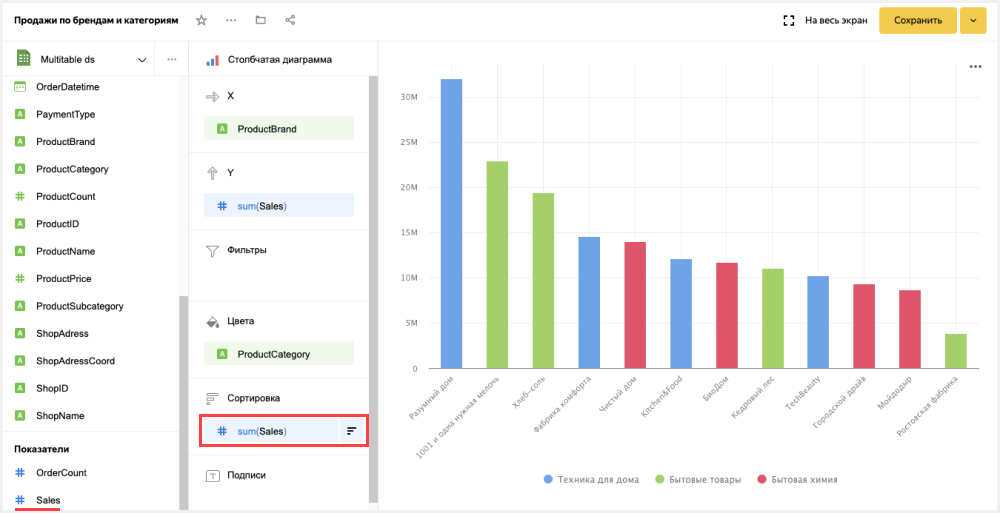 Продажи по брендам и категориям
На весь экран
Сохранить
Multitable ds
OrderDatetime
PaymentType
ProductBrand
ProductCategory
ProductCount
ProductID
ProductName
ProductPrice
ProductSubcategory
ShopAdress
ShopAdressCoord
ShopID
ShopName
Показатели
OrderCount
Sales
Столбчатая диаграмма
X
ProductBrand
Y
sum(Sales)
Фильтры
Цвета
ProductCategory
Сортировка
sum(Sales)
Подписи
30M
25M
20M
15M
10M
5M
0
Разумный дом
1001 и одна нужная мелочь
Хлеб-соль
Фабрика комфорта
Чистый дом
Kitchen&Food
БиоДом
Кедровый лес
TechBeauty
Городской драйв
Мойдодыр
Ростовская фабрика
Техника для дома
Бытовые товары
Бытовая химия